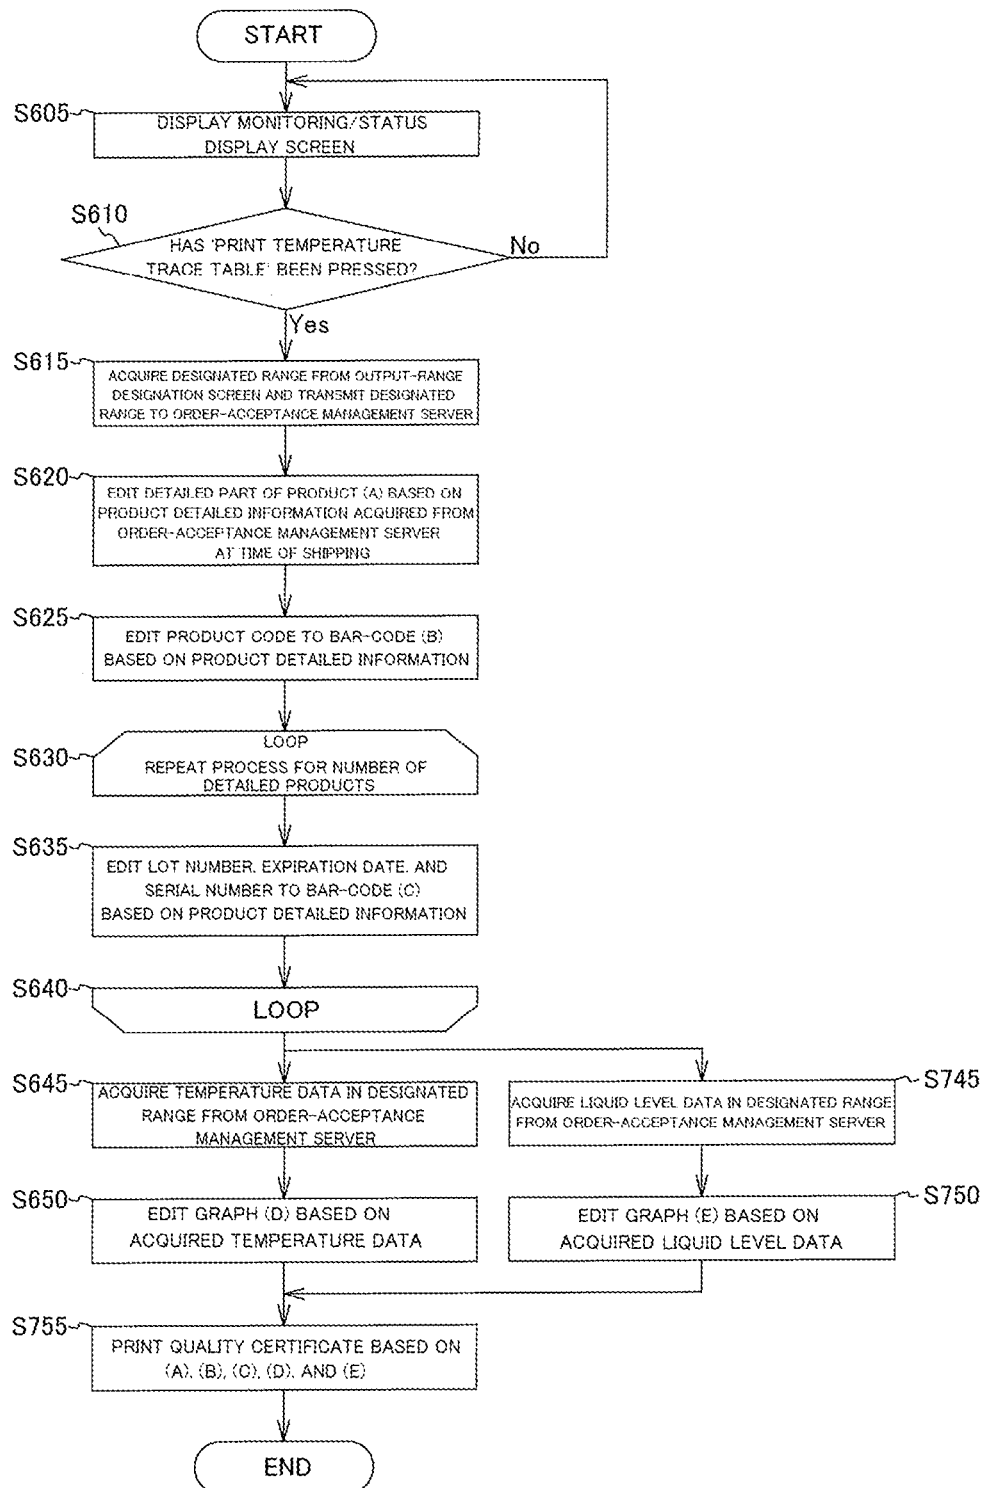 START
S605
DISPLAY MONITORING/STATUS
DISPLAY SCREEN
S610
HAS 'PRINT TEMPERATURE
TRACE TABLE' BEEN PRESSED?
No
Yes
S615
ACQUIRE DESIGNATED RANGE FROM OUTPUT-RANGE
DESIGNATION SCREEN AND TRANSMIT DESIGNATED
RANGE TO ORDER-ACCEPTANCE MANAGEMENT SERVER
S620
EDIT DETAILED PART OF PRODUCT (A) BASED ON
PRODUCT DETAILED INFORMATION ACQUIRED FROM
ORDER-ACCEPTANCE MANAGEMENT SERVER
AT TIME OF SHIPPING
S625
EDIT PRODUCT CODE TO BAR-CODE (B)
BASED ON PRODUCT DETAILED INFORMATION
S630
LOOP
REPEAT PROCESS FOR NUMBER OF
DETAILED PRODUCTS
S635
EDIT LOT NUMBER, EXPIRATION DATE, AND
SERIAL NUMBER TO BAR-CODE (C)
BASED ON PRODUCT DETAILED INFORMATION
S640
LOOP
S645
ACQUIRE TEMPERATURE DATA IN DESIGNATED
RANGE FROM ORDER-ACCEPTANCE
MANAGEMENT SERVER
S745
ACQUIRE LIQUID LEVEL DATA IN DESIGNATED RANGE
FROM ORDER-ACCEPTANCE MANAGEMENT SERVER
S650
EDIT GRAPH (D) BASED ON
ACQUIRED TEMPERATURE DATA
S750
EDIT GRAPH (E) BASED ON
ACQUIRED LIQUID LEVEL DATA
S755
PRINT QUALITY CERTIFICATE BASED ON
(A), (B), (C), (D), AND (E)
END